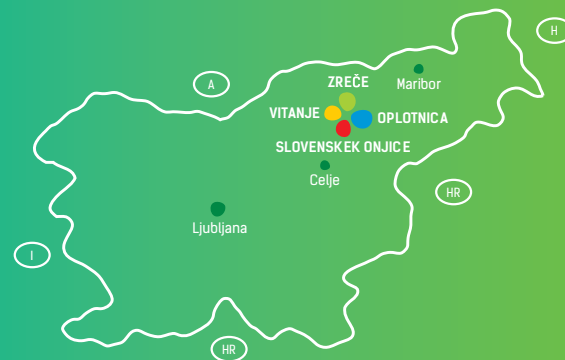 H
A
ZREČE
Maribor
VITANJE
OPLOTNICA
SLOVENSKEK ONJICE
Celje
HR
Ljubljana
I
HR